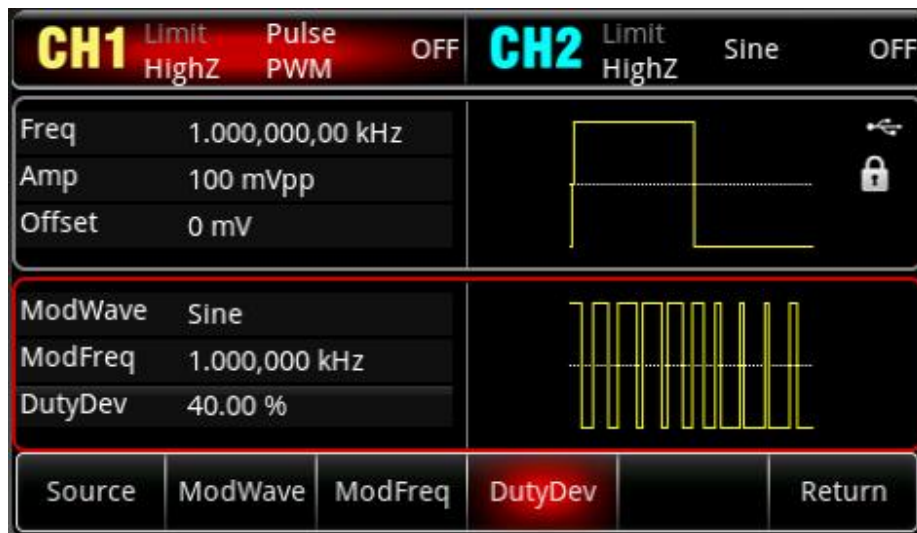 CH1 Limit HighZ Pulse PWM OFF CH2 Limit HighZ Sine OFF
Freq 1.000,000,00 kHz
Amp 100 mVpp
Offset 0 mV
ModWave Sine
ModFreq 1.000,000 kHz
DutyDev 40.00 %
Source ModWave ModFreq DutyDev Return